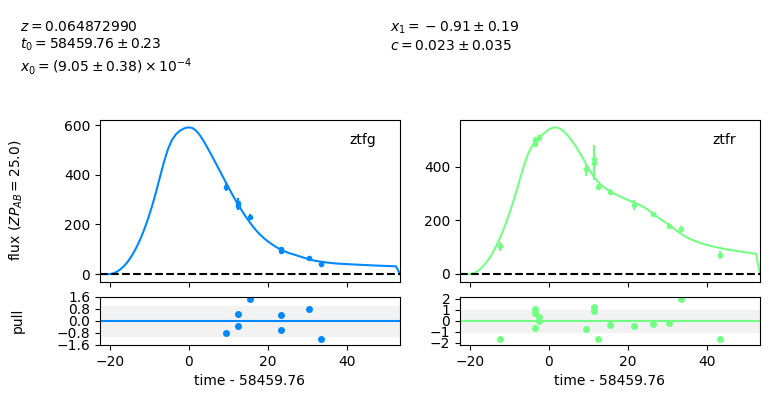 z = 0.064872990
t₀ = 58459.76 ± 0.23
x₀ = (9.05 ± 0.38) × 10⁻⁴
x₁ = −0.91 ± 0.19
c = 0.023 ± 0.035
flux (ZP_AB = 25.0)
600
400
200
0
ztfg
400
200
0
ztfr
pull
1.6
0.8
0.0
−0.8
−1.6
−20
0
20
40
time - 58459.76
2
1
0
−1
−2
−20
0
20
40
time - 58459.76